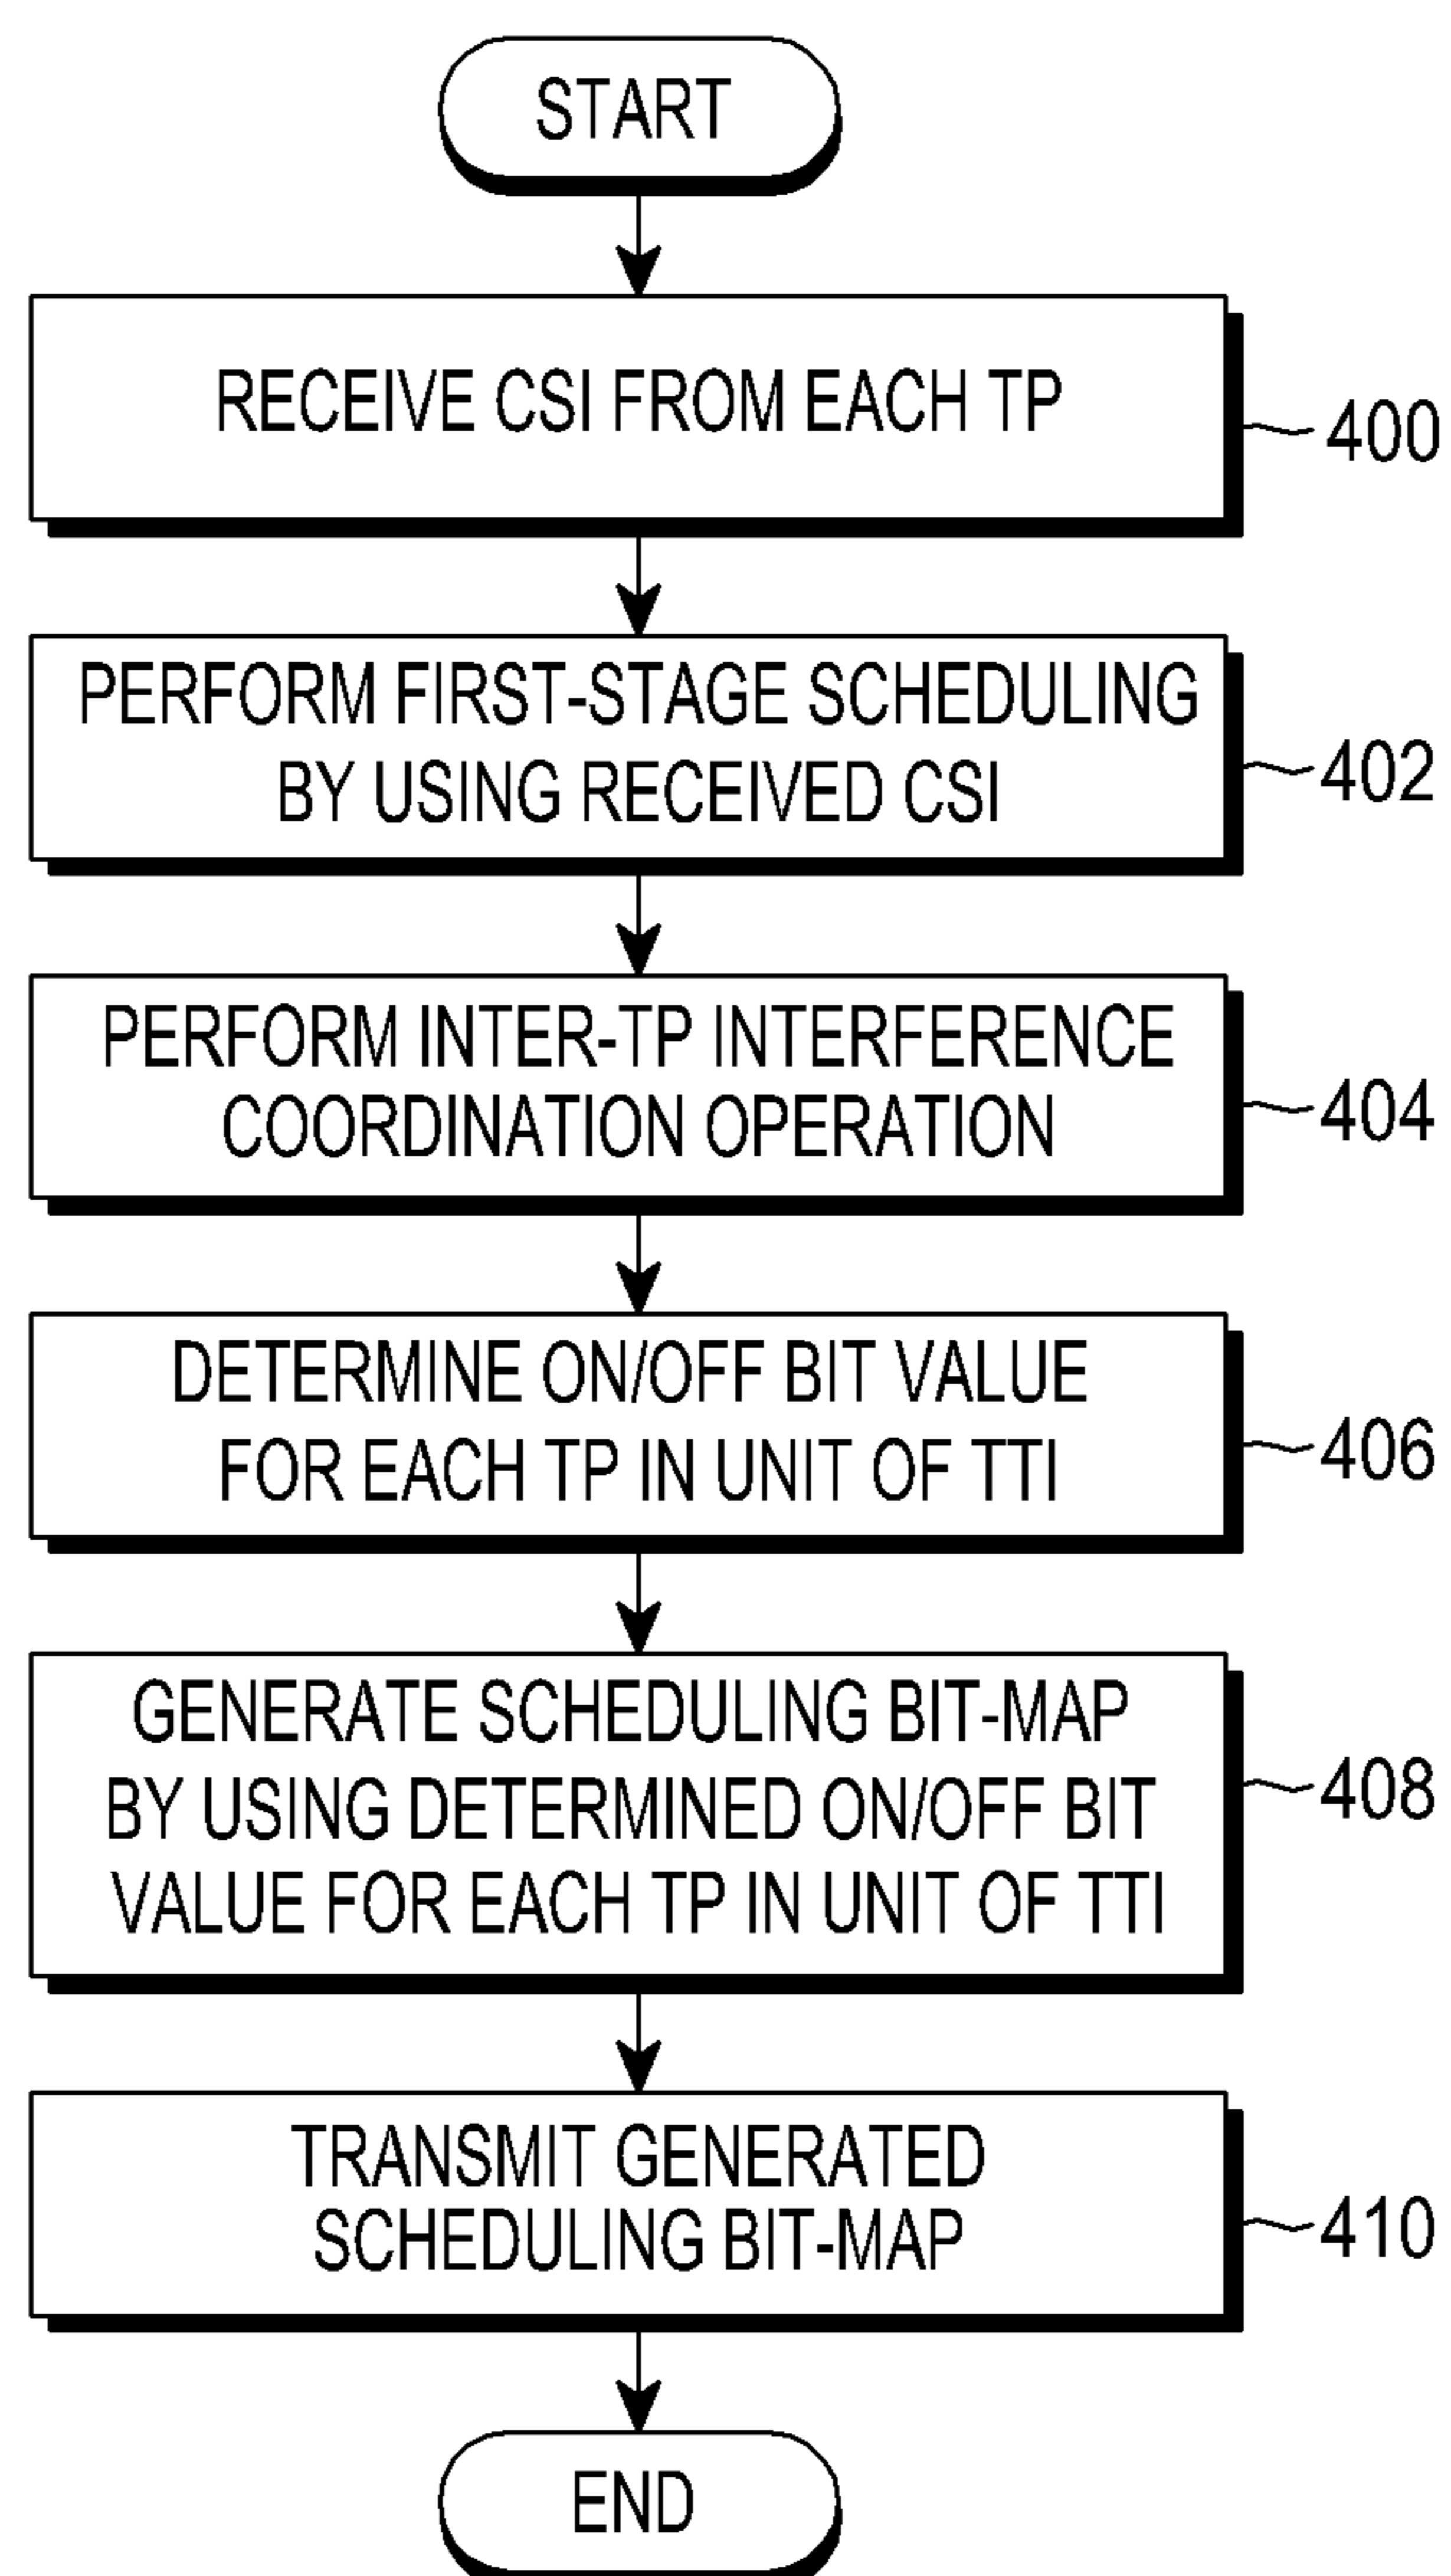 START
RECEIVE CSI FROM EACH TP
400
PERFORM FIRST-STAGE SCHEDULING
BY USING RECEIVED CSI
402
PERFORM INTER-TP INTERFERENCE
COORDINATION OPERATION
404
DETERMINE ON/OFF BIT VALUE
FOR EACH TP IN UNIT OF TTI
406
GENERATE SCHEDULING BIT-MAP
BY USING DETERMINED ON/OFF BIT
VALUE FOR EACH TP IN UNIT OF TTI
408
TRANSMIT GENERATED
SCHEDULING BIT-MAP
410
END